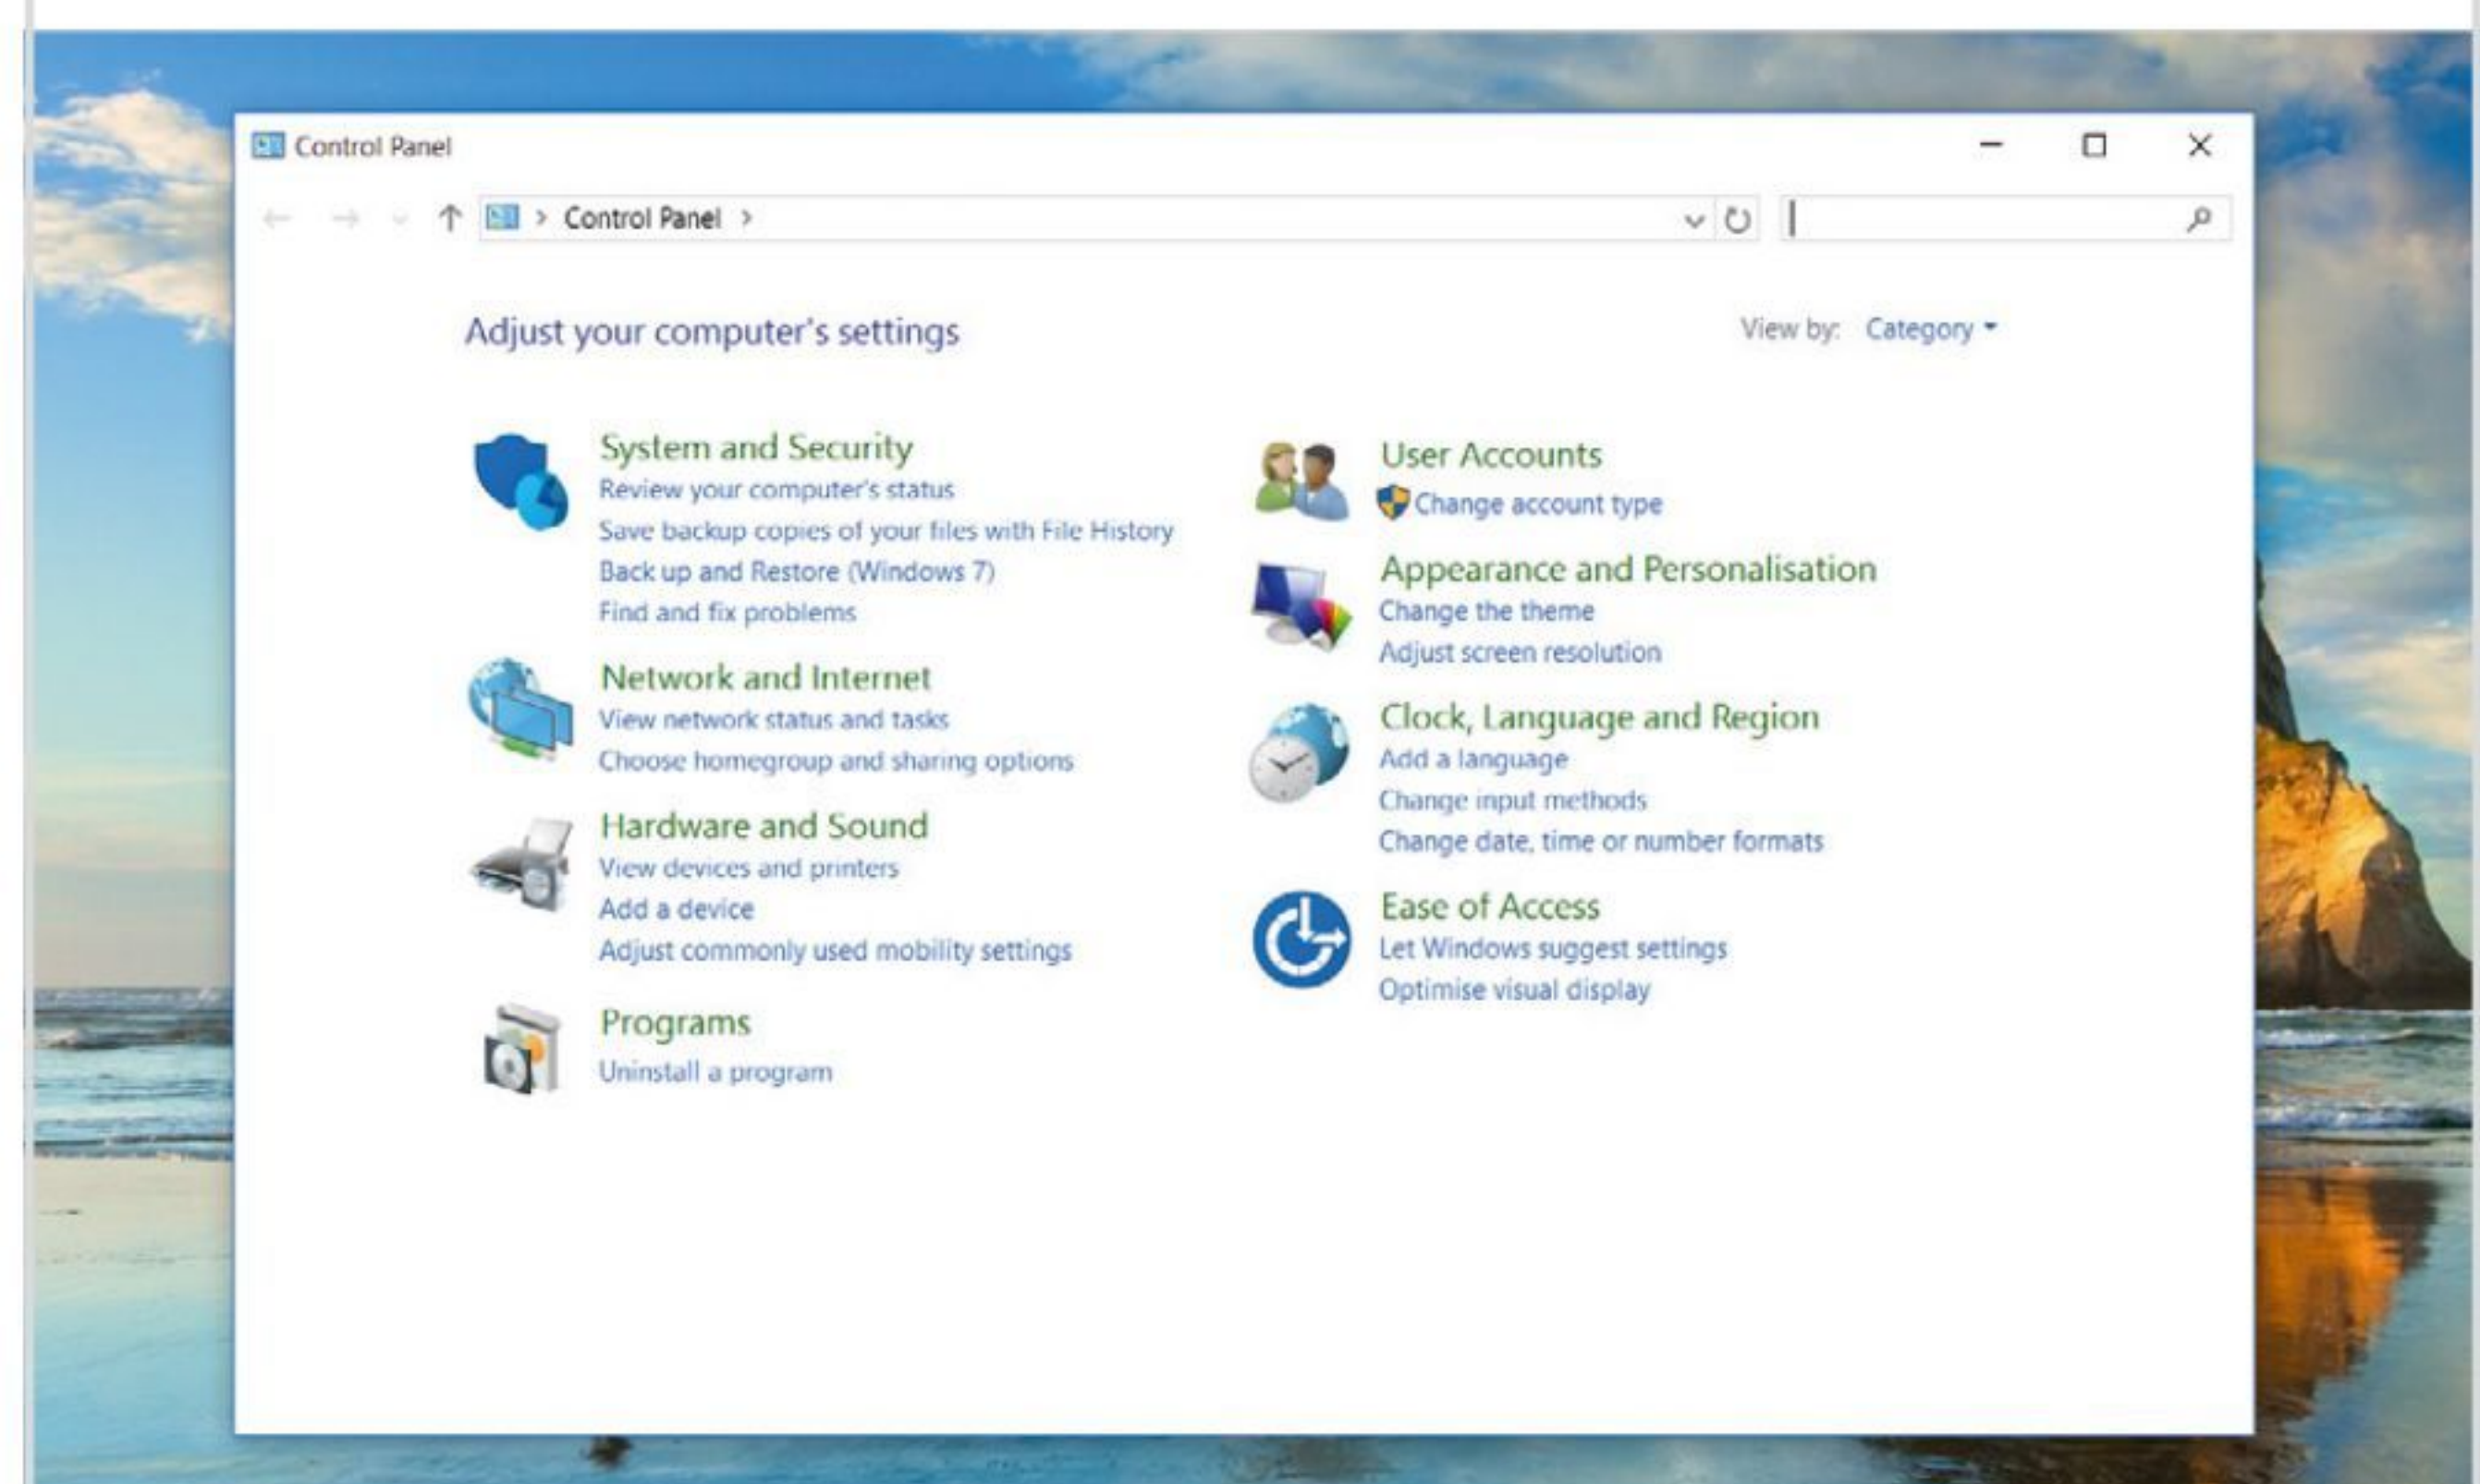 Control Panel
Control Panel
Adjust your computer's settings
View by: Category
System and Security
Review your computer's status
Save backup copies of your files with File History
Back up and Restore (Windows 7)
Find and fix problems
Network and Internet
View network status and tasks
Choose homegroup and sharing options
Hardware and Sound
View devices and printers
Add a device
Adjust commonly used mobility settings
Programs
Uninstall a program
User Accounts
Change account type
Appearance and Personalisation
Change the theme
Adjust screen resolution
Clock, Language and Region
Add a language
Change input methods
Change date, time or number formats
Ease of Access
Let Windows suggest settings
Optimise visual display